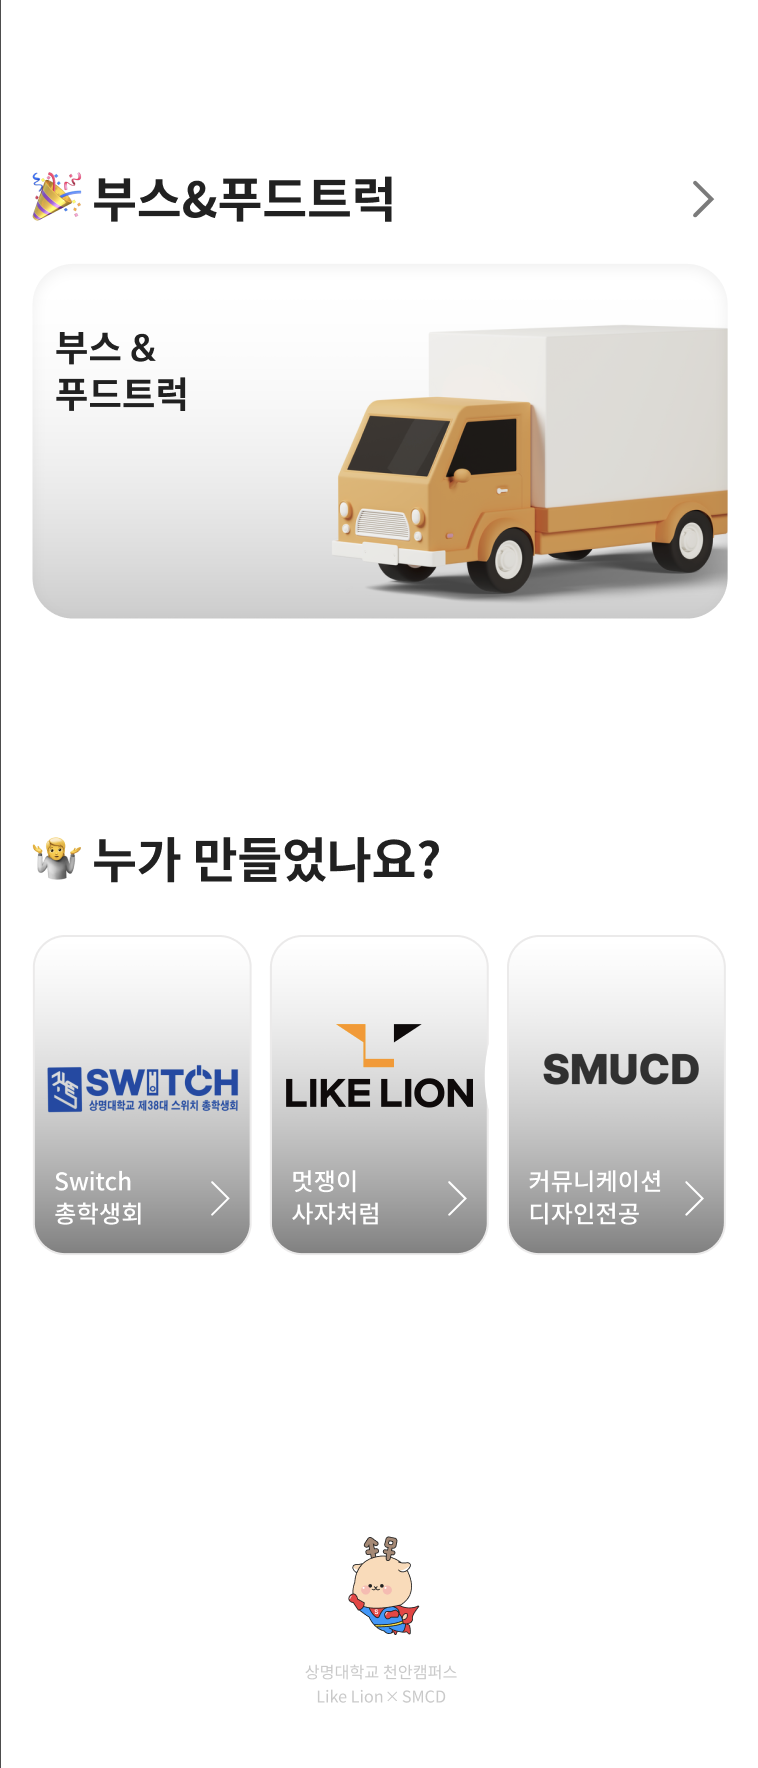 부스&푸드트럭
부스 &
푸드트럭
누가 만들었나요?
SWITCH
상명대학교 제38대 스위치 총학생회
Switch
총학생회
LIKE LION
멋쟁이
사자처럼
SMUCD
커뮤니케이션
디자인전공
상명대학교 천안캠퍼스
Like Lion × SMCD